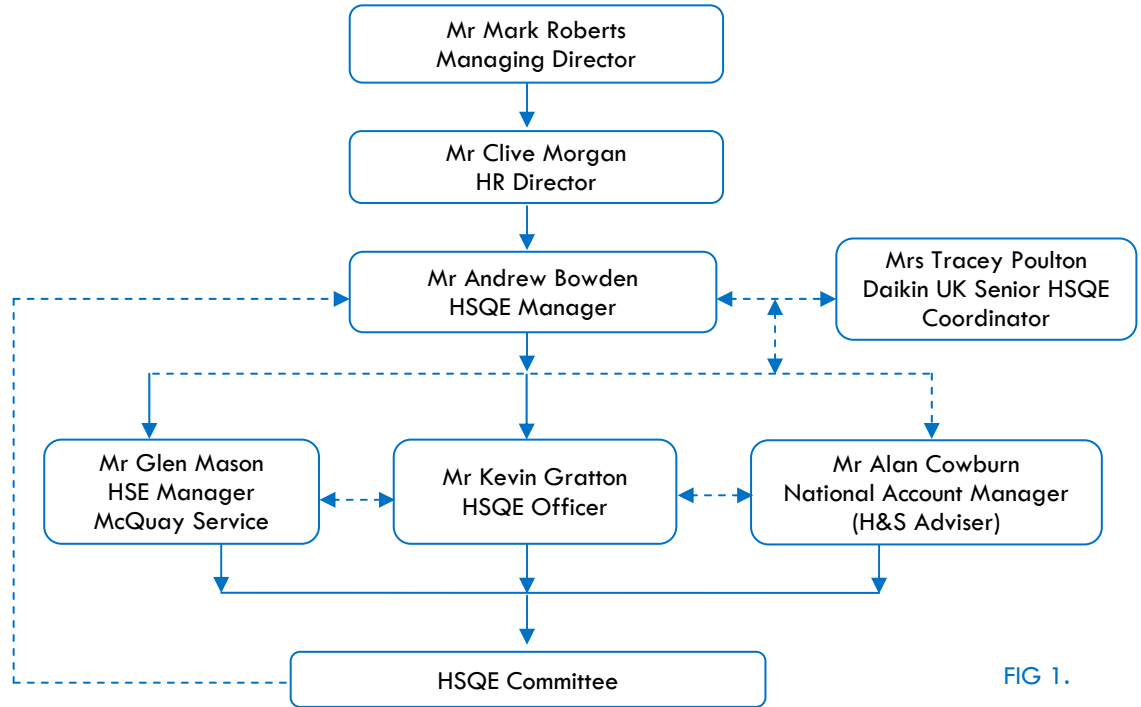 Mr Mark Roberts
Managing Director
Mr Clive Morgan
HR Director
Mr Andrew Bowden
HSQE Manager
Mrs Tracey Poulton
Daikin UK Senior HSQE
Coordinator
Mr Glen Mason
HSE Manager
McQuay Service
Mr Kevin Gratton
HSQE Officer
Mr Alan Cowburn
National Account Manager
(H&S Adviser)
HSQE Committee
FIG 1.